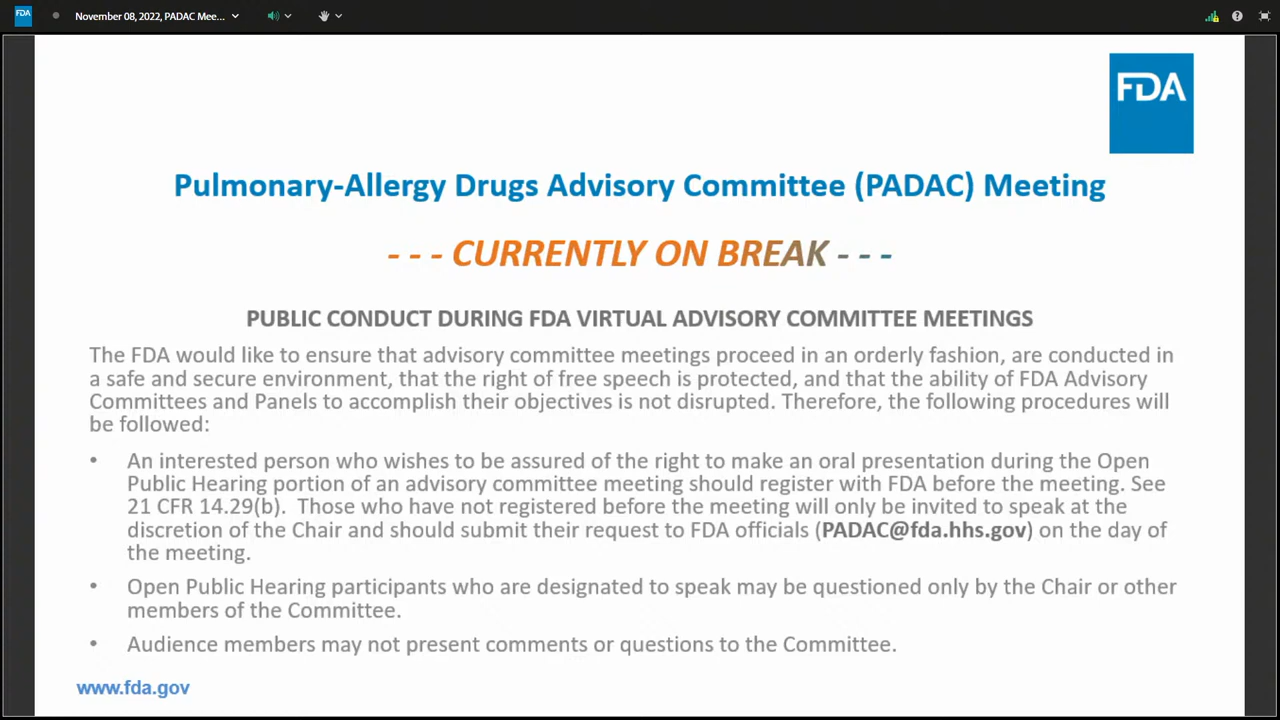 FDA
November 08, 2022, PADAC Mee...
FDA
Pulmonary-Allergy Drugs Advisory Committee (PADAC) Meeting
- - - CURRENTLY ON BREAK - - -
PUBLIC CONDUCT DURING FDA VIRTUAL ADVISORY COMMITTEE MEETINGS
The FDA would like to ensure that advisory committee meetings proceed in an orderly fashion, are conducted in
a safe and secure environment, that the right of free speech is protected, and that the ability of FDA Advisory
Committees and Panels to accomplish their objectives is not disrupted. Therefore, the following procedures will
be followed:
• An interested person who wishes to be assured of the right to make an oral presentation during the Open
Public Hearing portion of an advisory committee meeting should register with FDA before the meeting. See
21 CFR 14.29(b). Those who have not registered before the meeting will only be invited to speak at the
discretion of the Chair and should submit their request to FDA officials (PADAC@fda.hhs.gov) on the day of
the meeting.
• Open Public Hearing participants who are designated to speak may be questioned only by the Chair or other
members of the Committee.
• Audience members may not present comments or questions to the Committee.
www.fda.gov